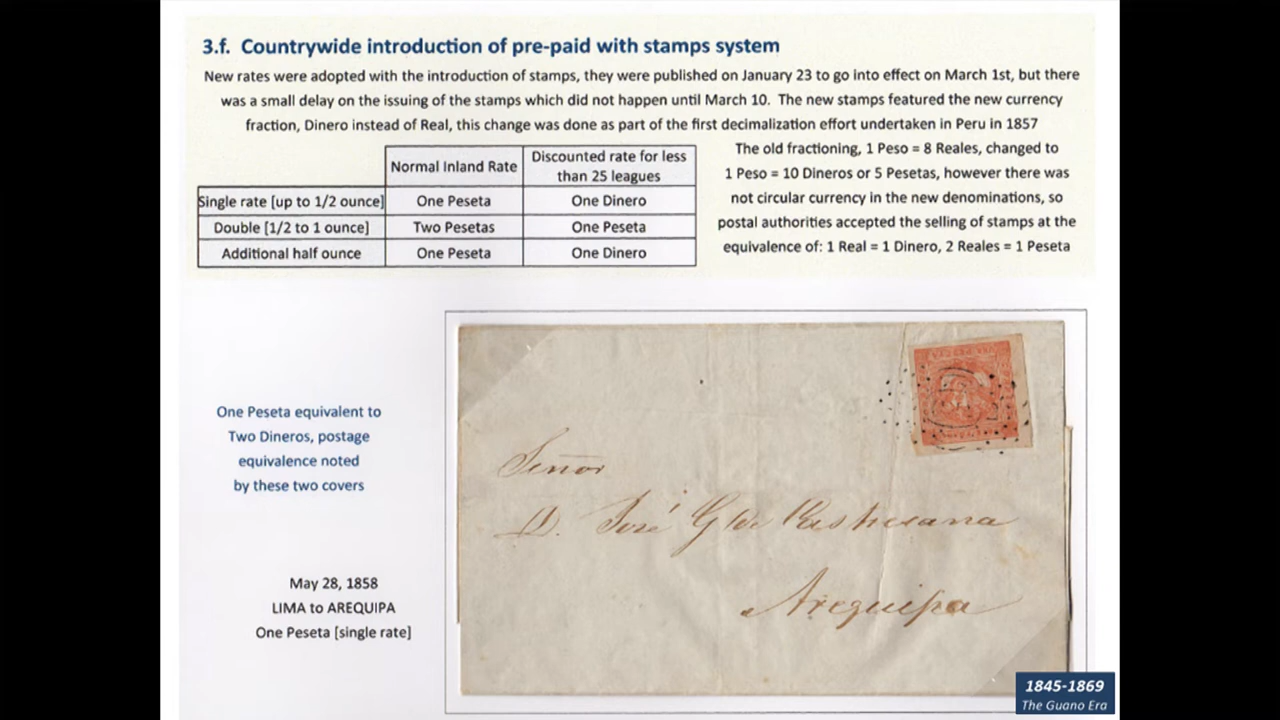 3.f. Countrywide introduction of pre-paid with stamps system
New rates were adopted with the introduction of stamps, they were published on January 23 to go into effect on March 1st, but there
was a small delay on the issuing of the stamps which did not happen until March 10. The new stamps featured the new currency
fraction, Dinero instead of Real, this change was done as part of the first decimalization effort undertaken in Peru in 1857
The old fractioning, 1 Peso = 8 Reales, changed to
1 Peso = 10 Dineros or 5 Pesetas, however there was
not circular currency in the new denominations, so
postal authorities accepted the selling of stamps at the
equivalence of: 1 Real = 1 Dinero, 2 Reales = 1 Peseta
Normal Inland Rate Discounted rate for less
than 25 leagues
Single rate [up to 1/2 ounce] One Peseta One Dinero
Double [1/2 to 1 ounce] Two Pesetas One Peseta
Additional half ounce One Peseta One Dinero
One Peseta equivalent to
Two Dineros, postage
equivalence noted
by these two covers
May 28, 1858
LIMA to AREQUIPA
One Peseta [single rate]
Señor
D. José G de
Arequipa
1845-1869
The Guano Era